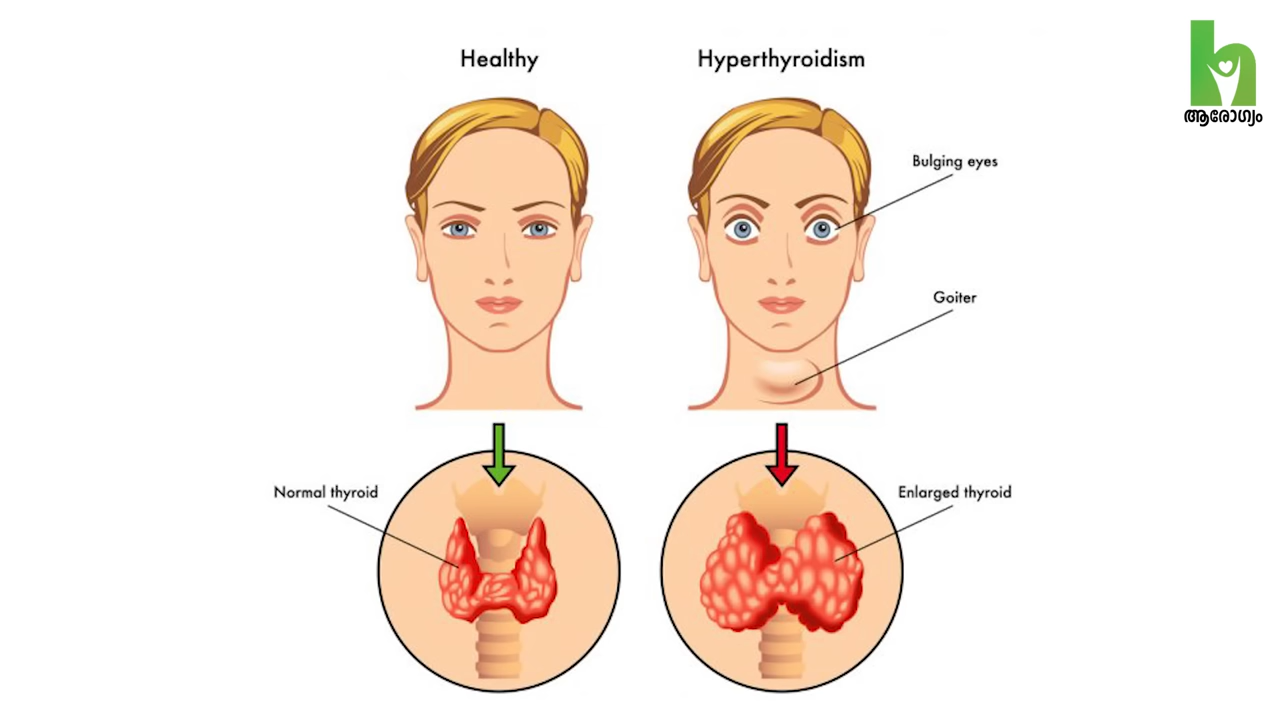 Healthy
Hyperthyroidism
ആരോഗ്യം
Bulging eyes
Goiter
Normal thyroid
Enlarged thyroid